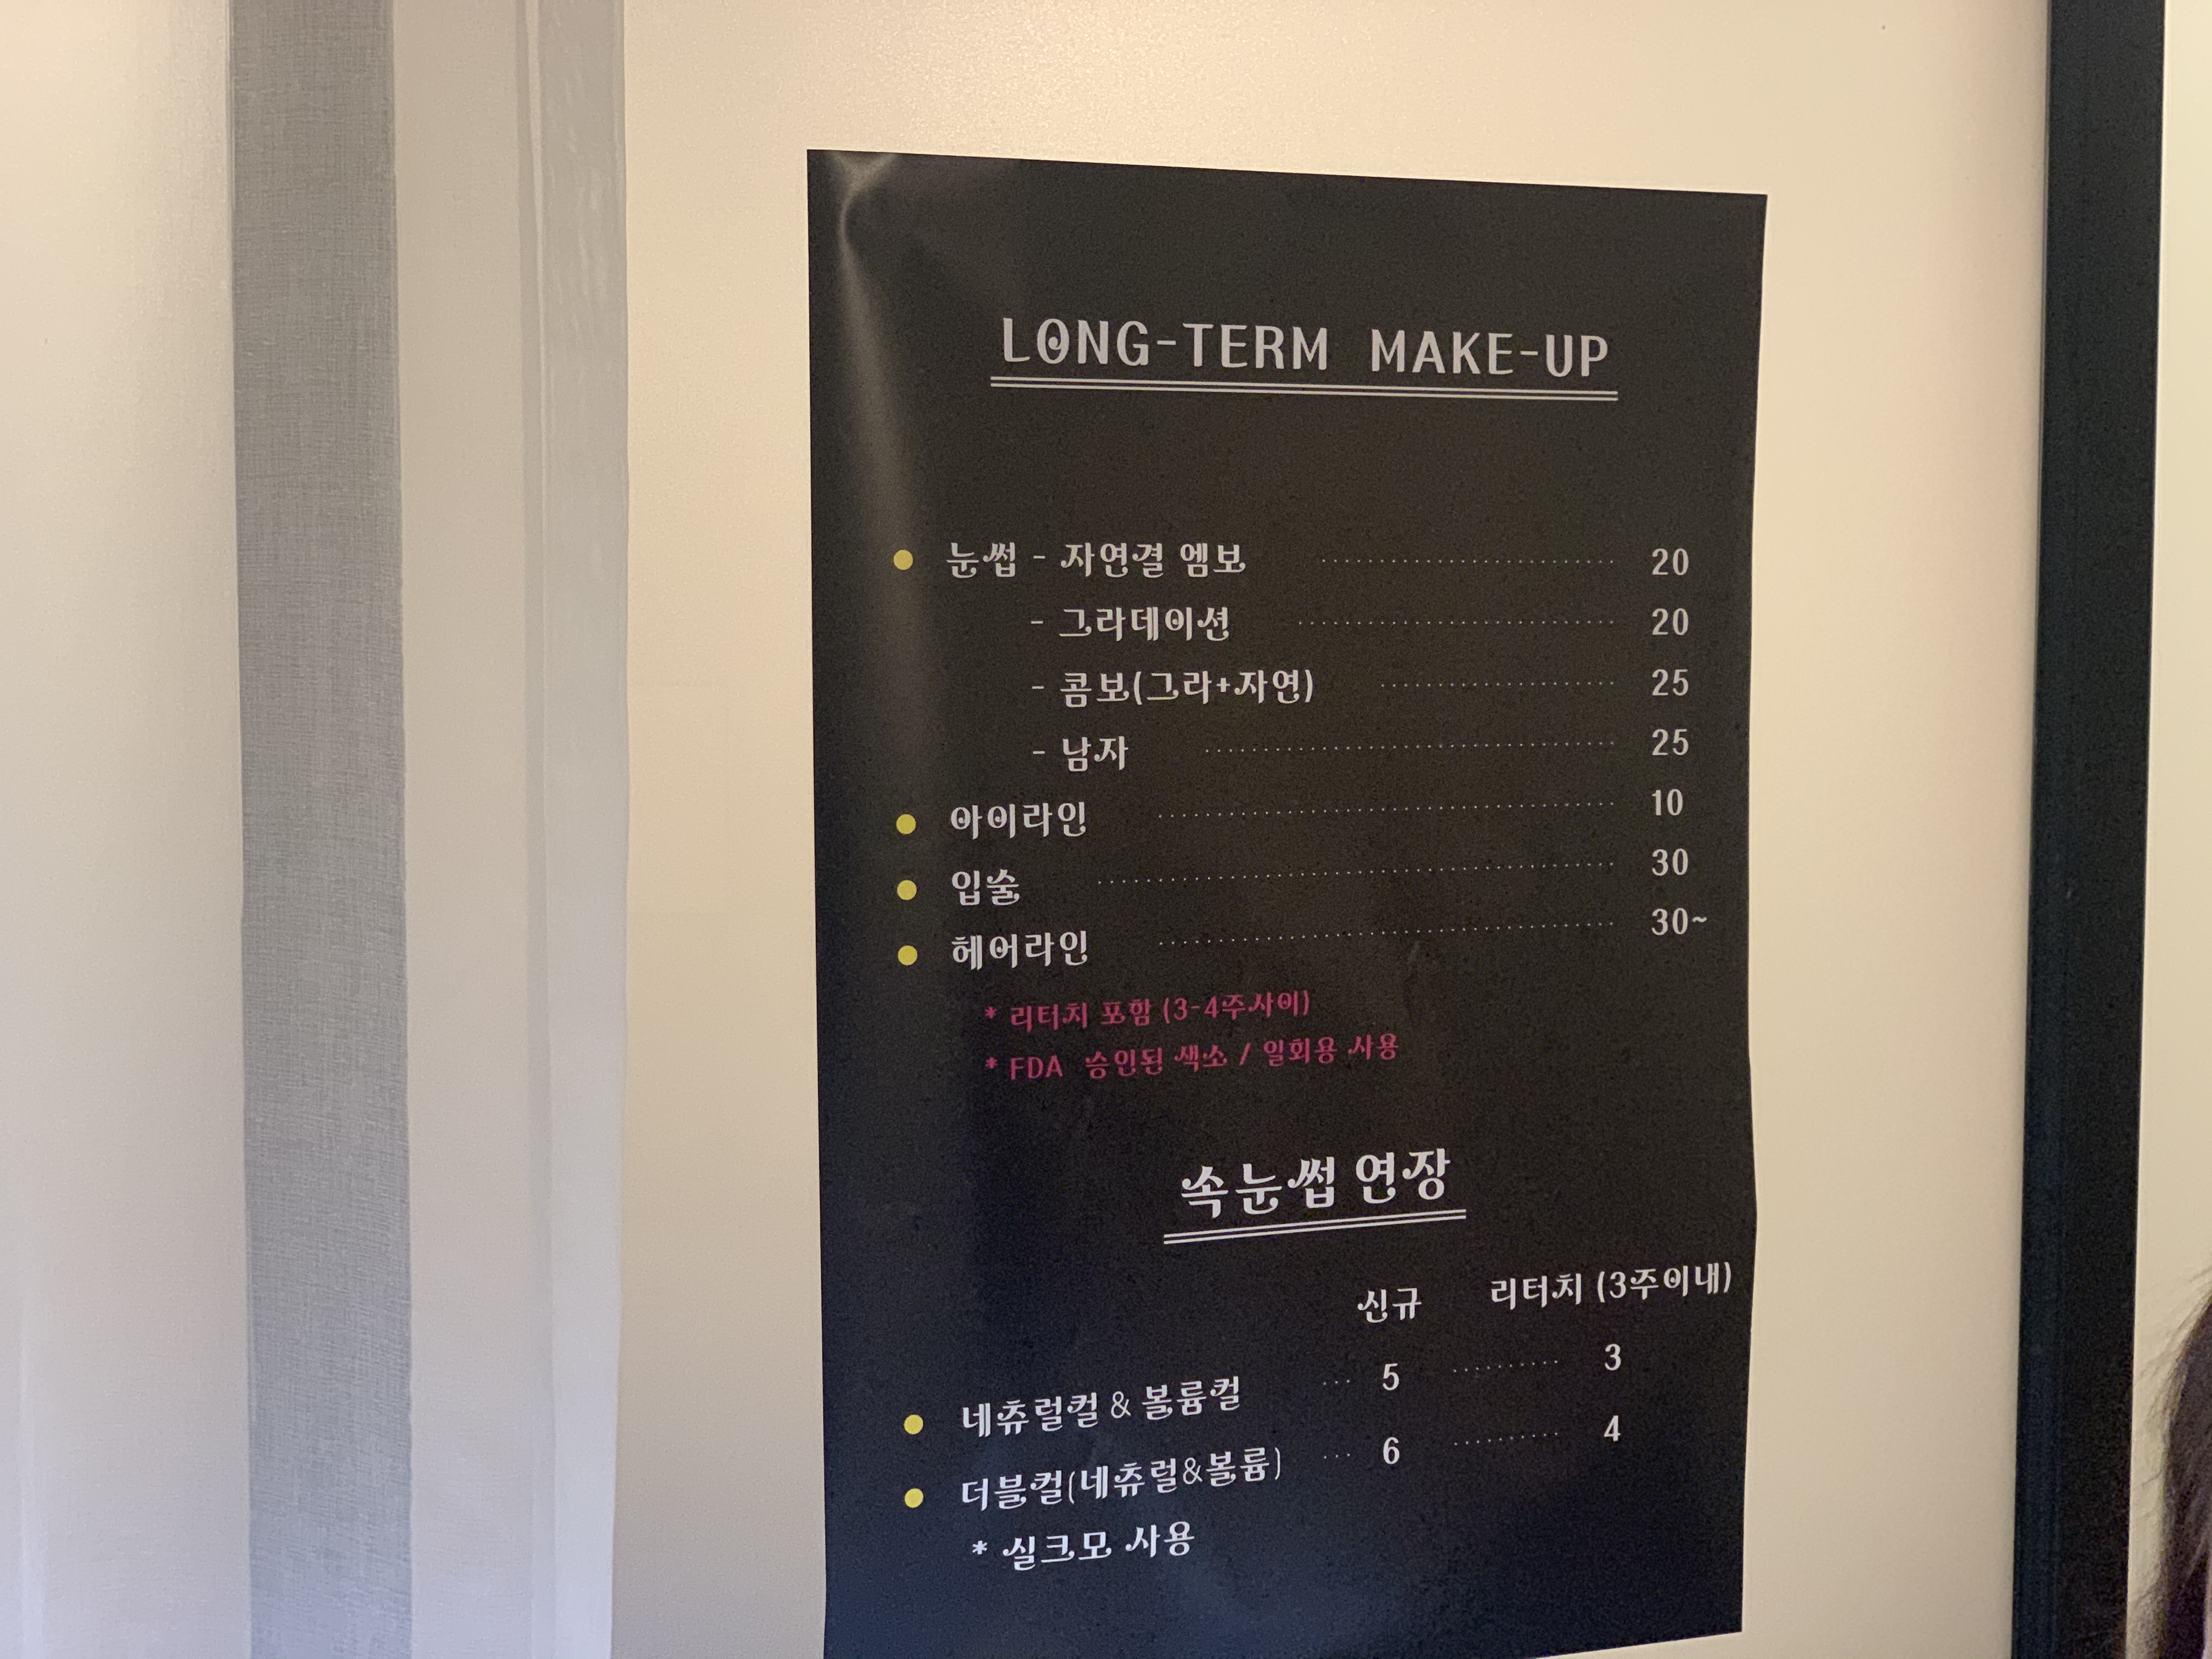 LONG-TERM MAKE-UP
● 눈썹 - 자연결 엠보 ···················· 20
- 그라데이션 ···················· 20
- 콤보(그라+자연) ···················· 25
- 남자 ···················· 25
● 아이라인 ···················· 10
● 입술 ···················· 30
● 헤어라인 ···················· 30~
* 리터치 포함 (3-4주사이)
* FDA 승인된 색소 / 일회용 사용
속눈썹 연장
신규 리터치 (3주이내)
● 네츄럴컬 & 볼륨컬 ··· 5 ·········· 3
● 더블컬(네츄럴&볼륨) ··· 6 ·········· 4
* 실크모 사용